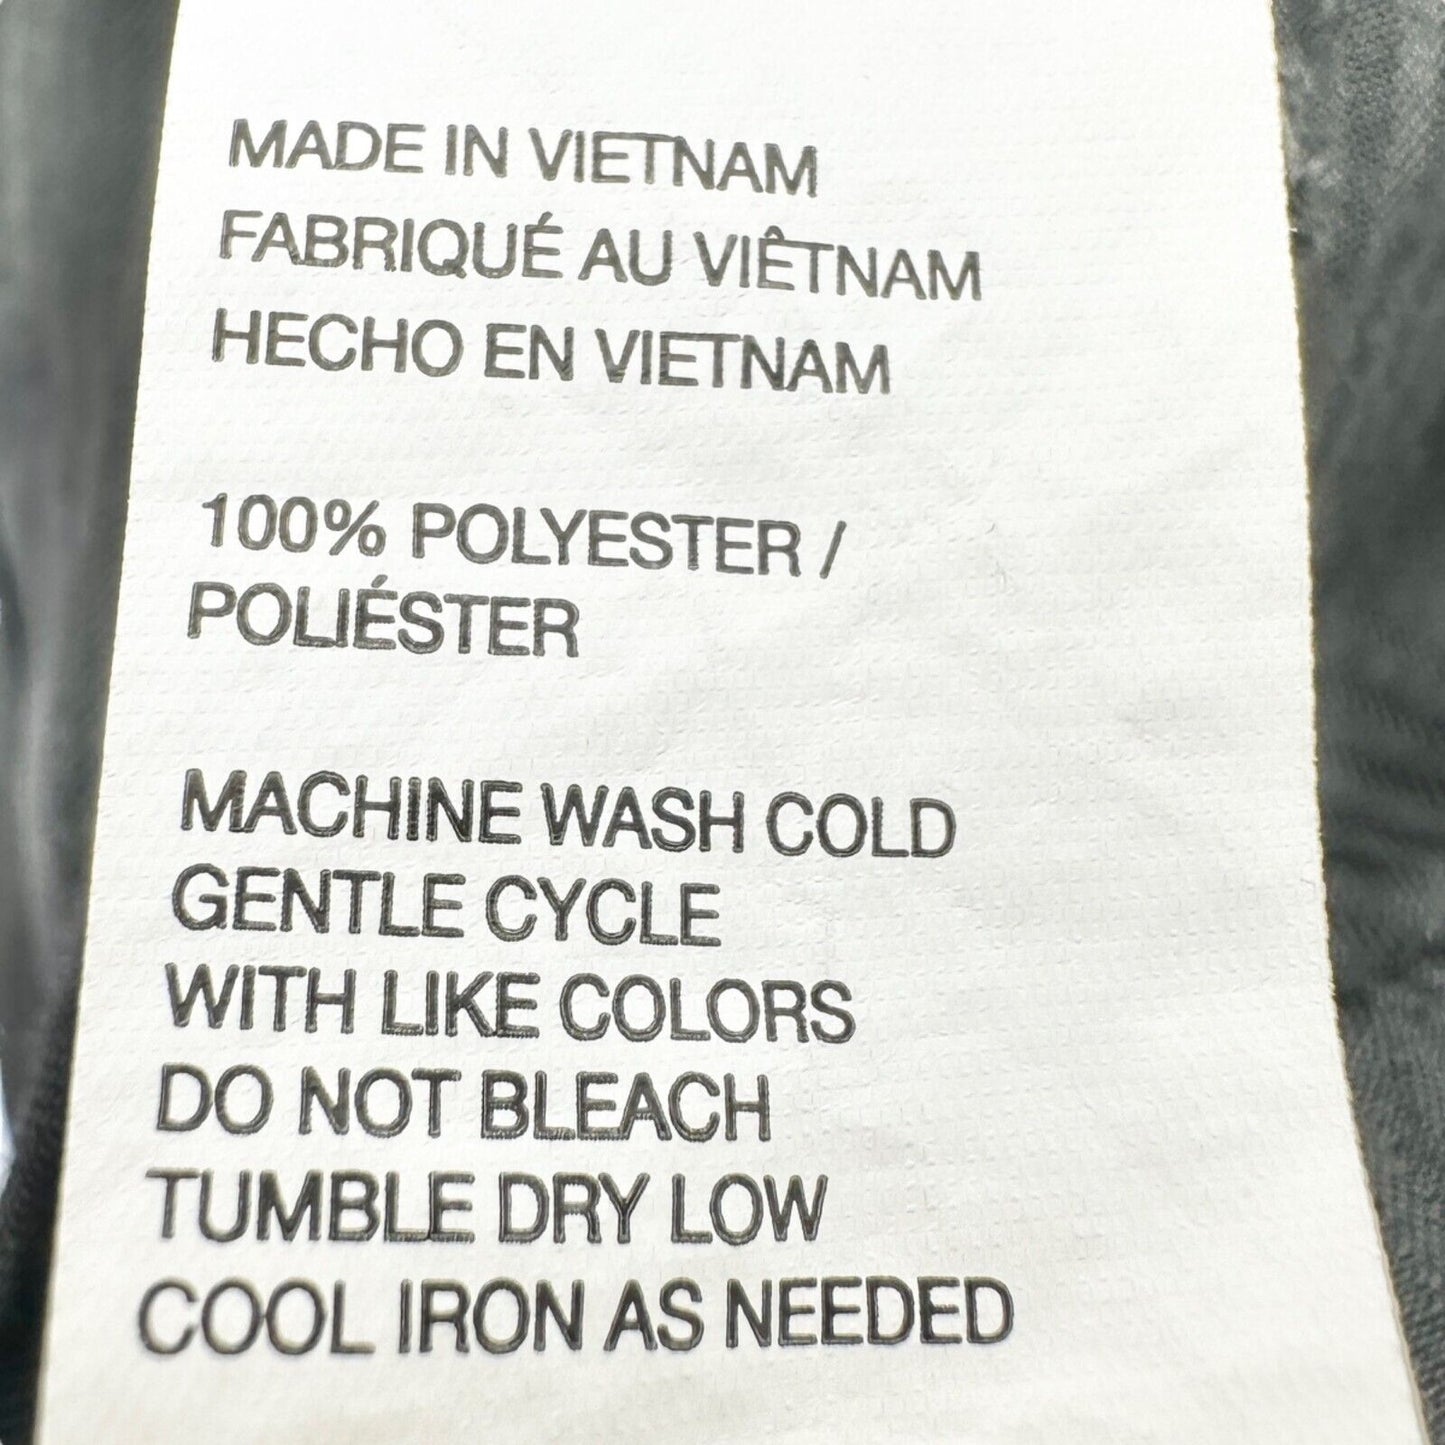 MADE IN VIETNAM
FABRIQUÉ AU VIÊTNAM
HECHO EN VIETNAM
100% POLYESTER /
POLIÉSTER
MACHINE WASH COLD
GENTLE CYCLE
WITH LIKE COLORS
DO NOT BLEACH
TUMBLE DRY LOW
COOL IRON AS NEEDED